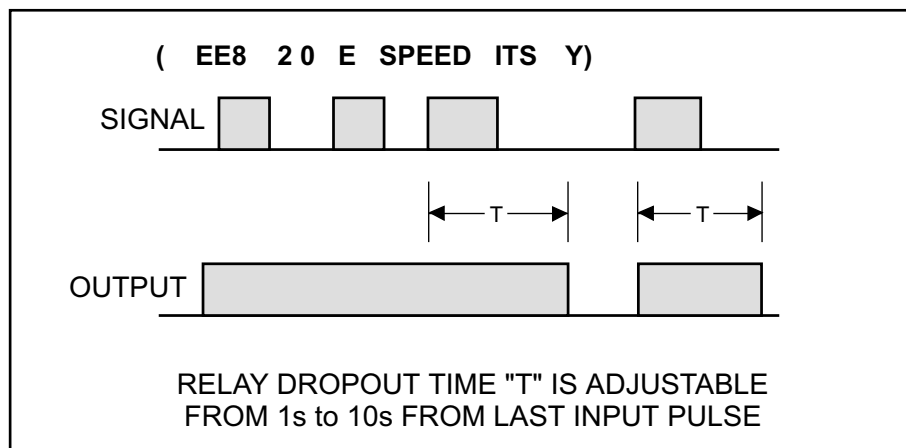 ( EE8 2 0 E SPEED ITS Y)
SIGNAL
T T
OUTPUT
RELAY DROPOUT TIME "T" IS ADJUSTABLE
FROM 1s to 10s FROM LAST INPUT PULSE